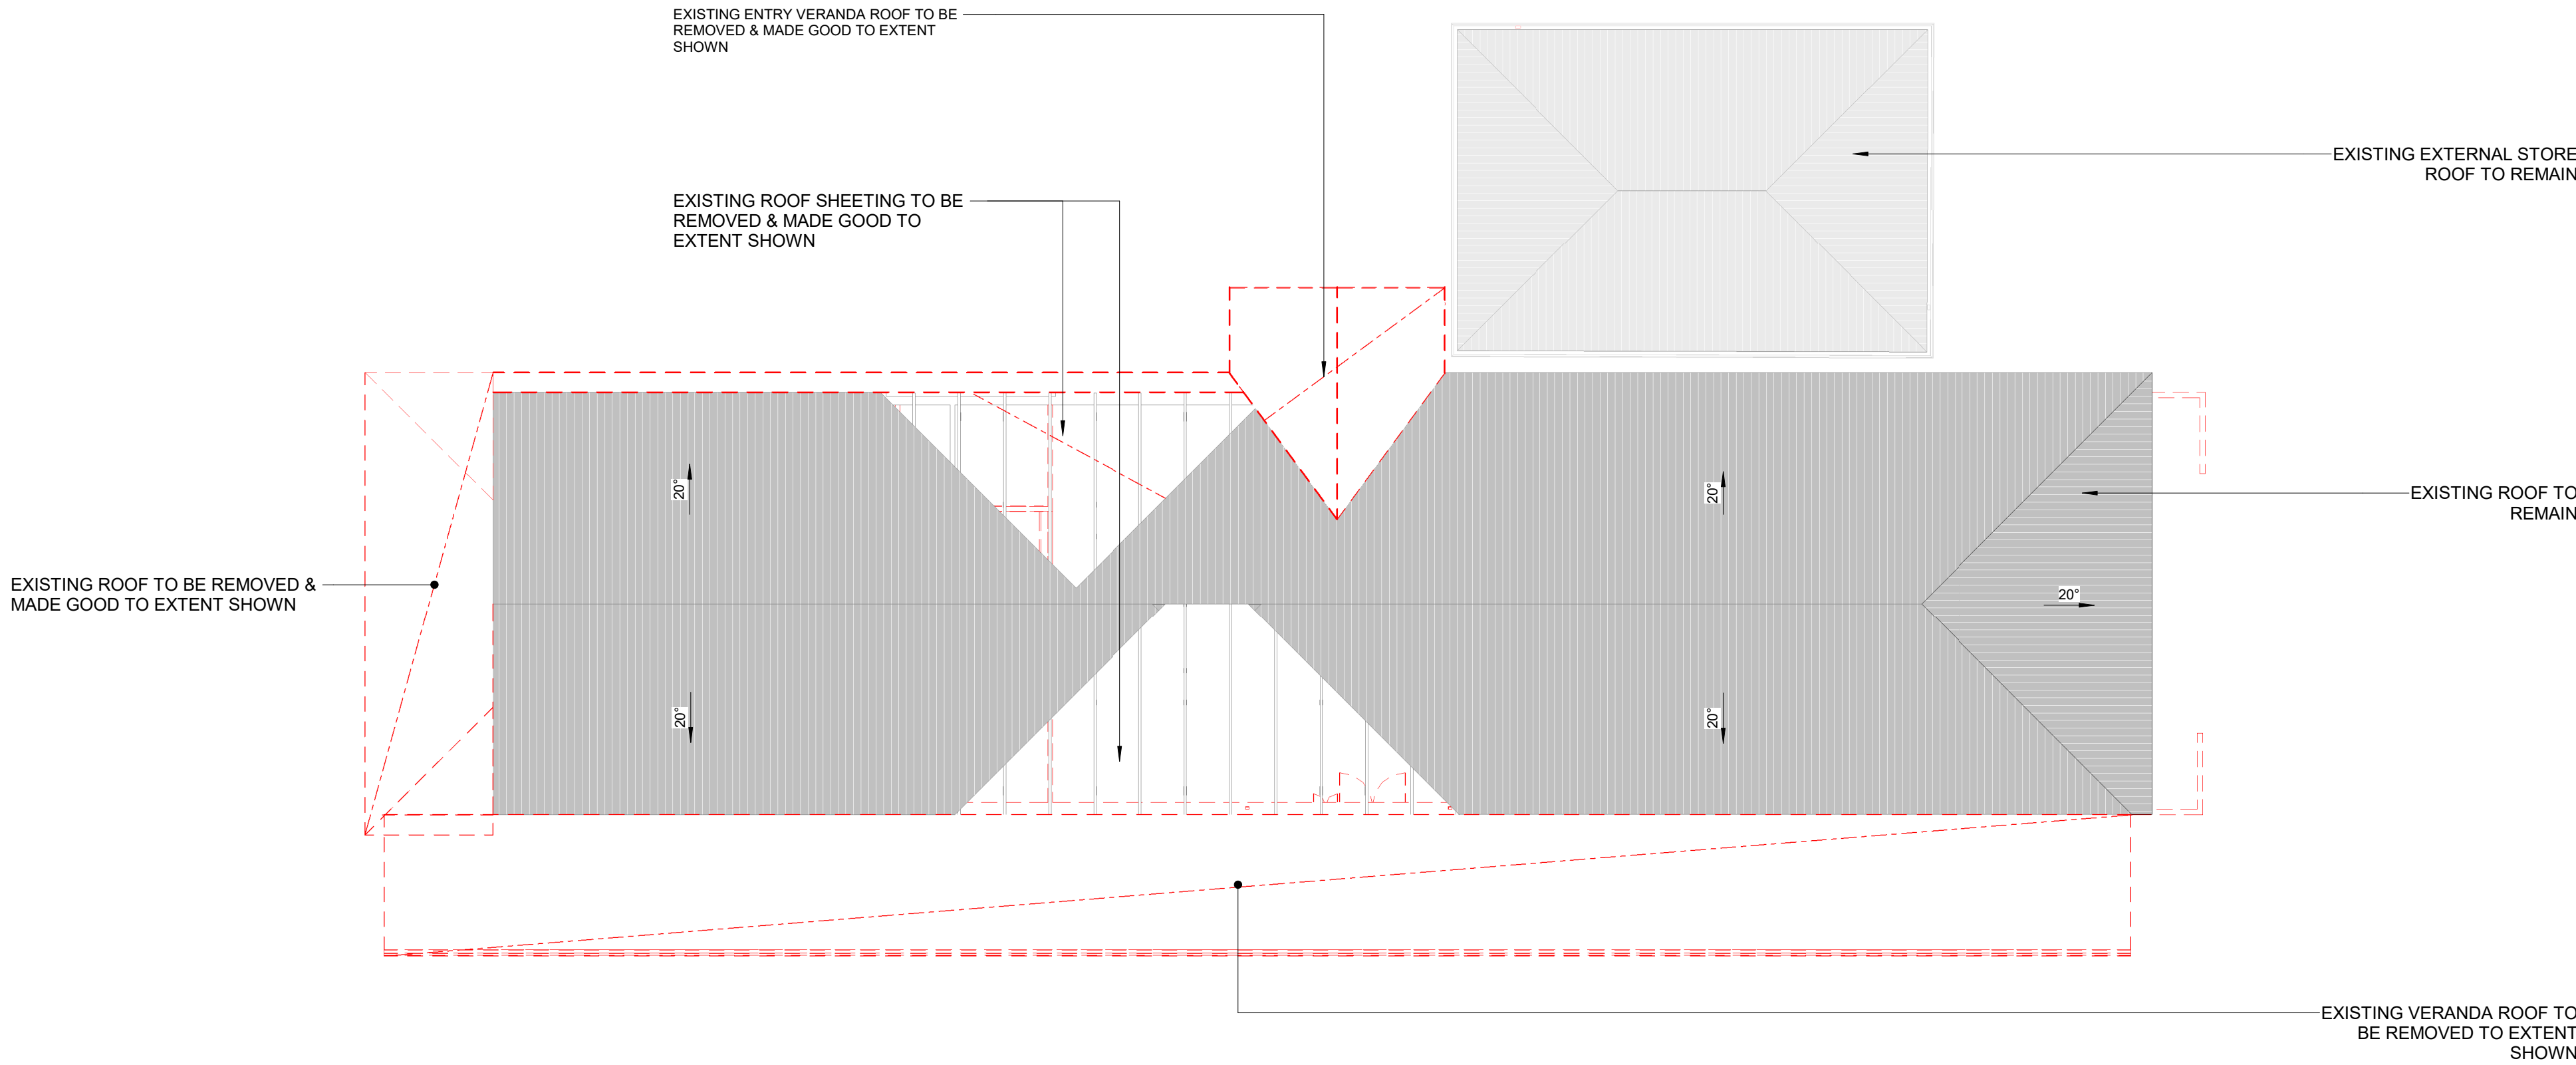 EXISTING ENTRY VERANDA ROOF TO BE
REMOVED & MADE GOOD TO EXTENT
SHOWN
EXISTING EXTERNAL STORE
ROOF TO REMAIN
EXISTING ROOF SHEETING TO BE
REMOVED & MADE GOOD TO
EXTENT SHOWN
20°
20°
EXISTING ROOF TO
REMAIN
EXISTING ROOF TO BE REMOVED &
MADE GOOD TO EXTENT SHOWN
20°
20°
20°
EXISTING VERANDA ROOF TO
BE REMOVED TO EXTENT
SHOWN